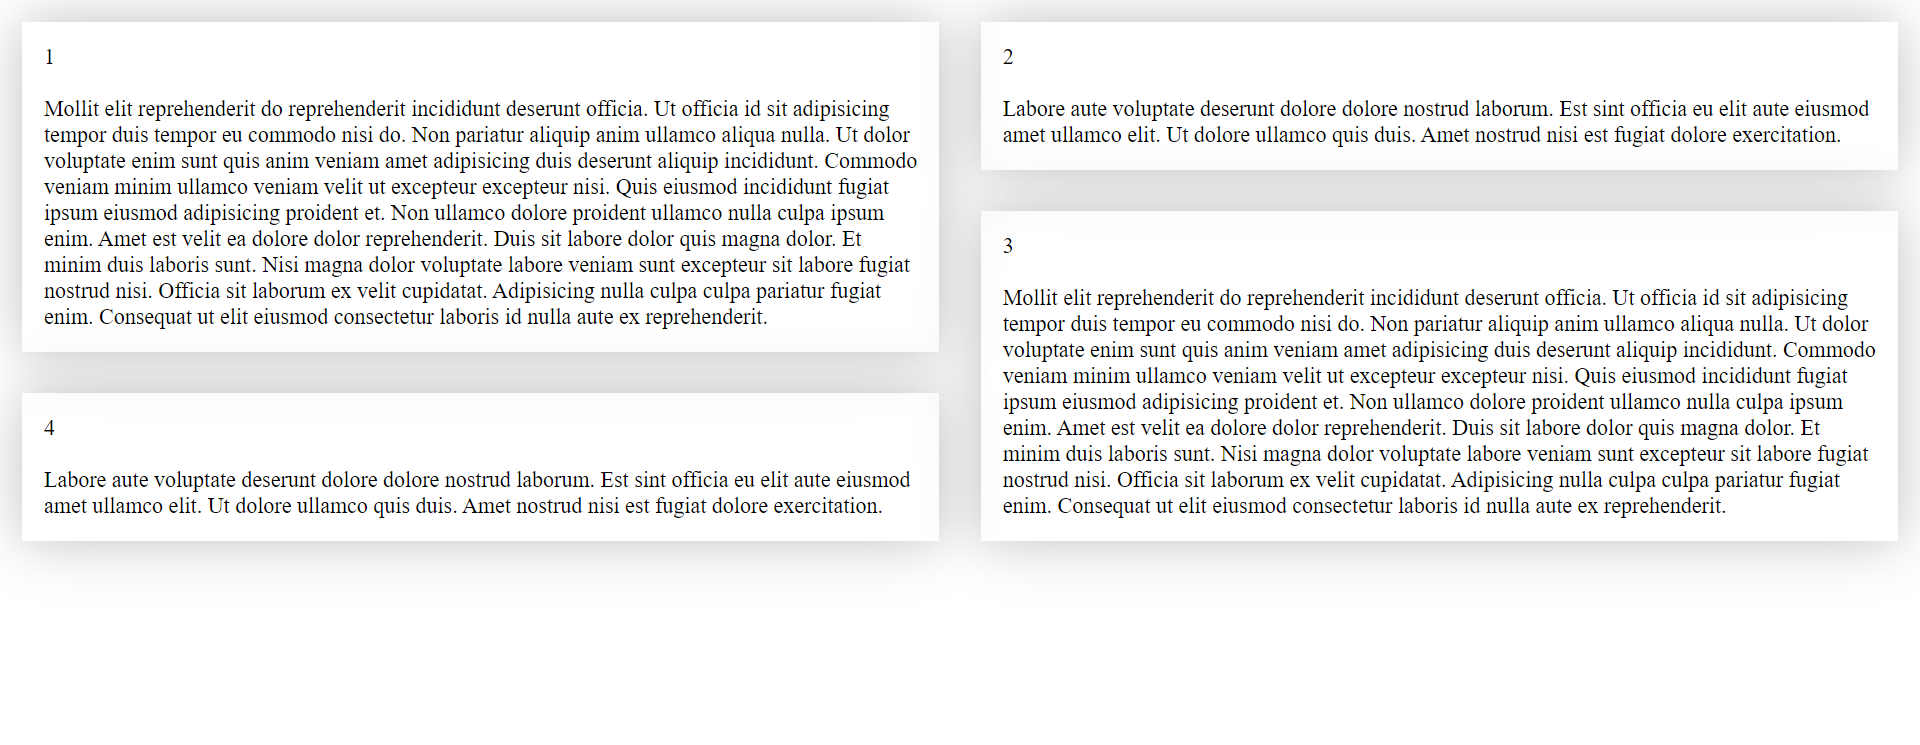 1
Mollit elit reprehenderit do reprehenderit incididunt deserunt officia. Ut officia id sit adipisicing
tempor duis tempor eu commodo nisi do. Non pariatur aliquip anim ullamco aliqua nulla. Ut dolor
voluptate enim sunt quis anim veniam amet adipisicing duis deserunt aliquip incididunt. Commodo
veniam minim ullamco veniam velit ut excepteur excepteur nisi. Quis eiusmod incididunt fugiat
ipsum eiusmod adipisicing proident et. Non ullamco dolore proident ullamco nulla culpa ipsum
enim. Amet est velit ea dolore dolor reprehenderit. Duis sit labore dolor quis magna dolor. Et
minim duis laboris sunt. Nisi magna dolor voluptate labore veniam sunt excepteur sit labore fugiat
nostrud nisi. Officia sit laborum ex velit cupidatat. Adipisicing nulla culpa culpa pariatur fugiat
enim. Consequat ut elit eiusmod consectetur laboris id nulla aute ex reprehenderit.
2
Labore aute voluptate deserunt dolore dolore nostrud laborum. Est sint officia eu elit aute eiusmod
amet ullamco elit. Ut dolore ullamco quis duis. Amet nostrud nisi est fugiat dolore exercitation.
3
Mollit elit reprehenderit do reprehenderit incididunt deserunt officia. Ut officia id sit adipisicing
tempor duis tempor eu commodo nisi do. Non pariatur aliquip anim ullamco aliqua nulla. Ut dolor
voluptate enim sunt quis anim veniam amet adipisicing duis deserunt aliquip incididunt. Commodo
veniam minim ullamco veniam velit ut excepteur excepteur nisi. Quis eiusmod incididunt fugiat
ipsum eiusmod adipisicing proident et. Non ullamco dolore proident ullamco nulla culpa ipsum
enim. Amet est velit ea dolore dolor reprehenderit. Duis sit labore dolor quis magna dolor. Et
minim duis laboris sunt. Nisi magna dolor voluptate labore veniam sunt excepteur sit labore fugiat
nostrud nisi. Officia sit laborum ex velit cupidatat. Adipisicing nulla culpa culpa pariatur fugiat
enim. Consequat ut elit eiusmod consectetur laboris id nulla aute ex reprehenderit.
4
Labore aute voluptate deserunt dolore dolore nostrud laborum. Est sint officia eu elit aute eiusmod
amet ullamco elit. Ut dolore ullamco quis duis. Amet nostrud nisi est fugiat dolore exercitation.